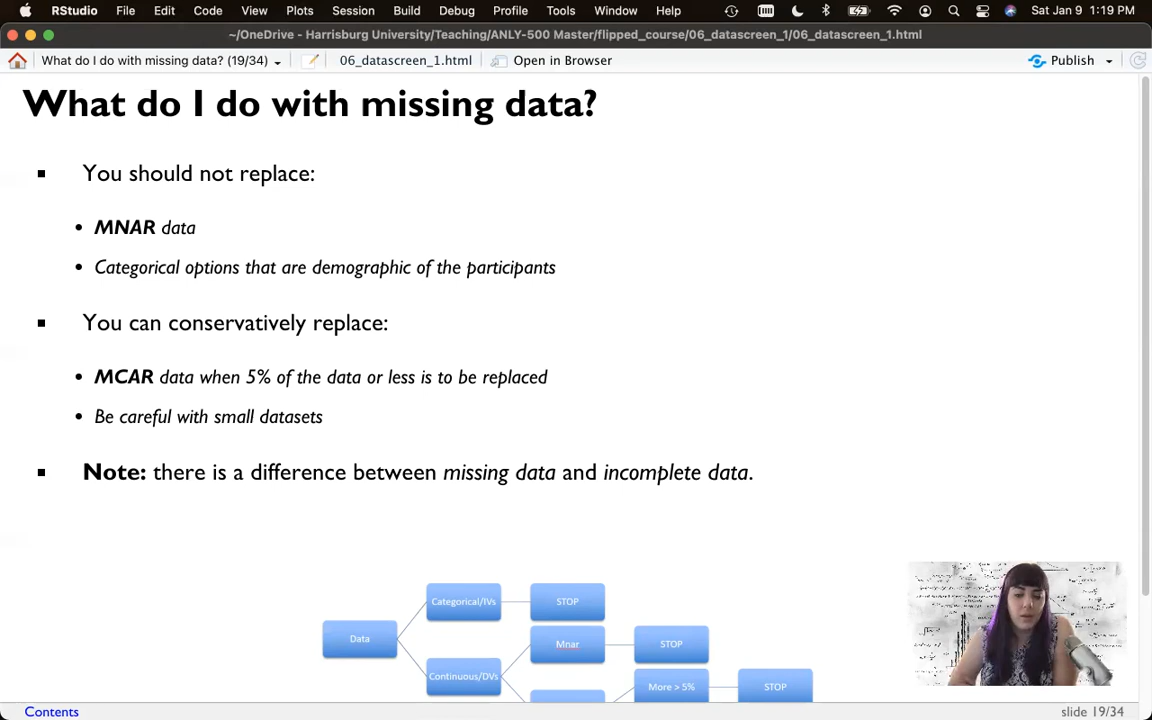 RStudio File Edit Code View Plots Session Build Debug Profile Tools Window Help Sat Jan 9 1:19 PM
~/OneDrive - Harrisburg University/Teaching/ANLY-500 Master/flipped_course/06_datascreen_1/06_datascreen_1.html
What do I do with missing data? (19/34) 06_datascreen_1.html Open in Browser Publish
What do I do with missing data?
You should not replace:
MNAR data
Categorical options that are demographic of the participants
You can conservatively replace:
MCAR data when 5% of the data or less is to be replaced
Be careful with small datasets
Note: there is a difference between missing data and incomplete data.
Categorical/IVs STOP
Data
Mnar STOP
Continuous/DVs
More > 5% STOP
Contents slide 19/34